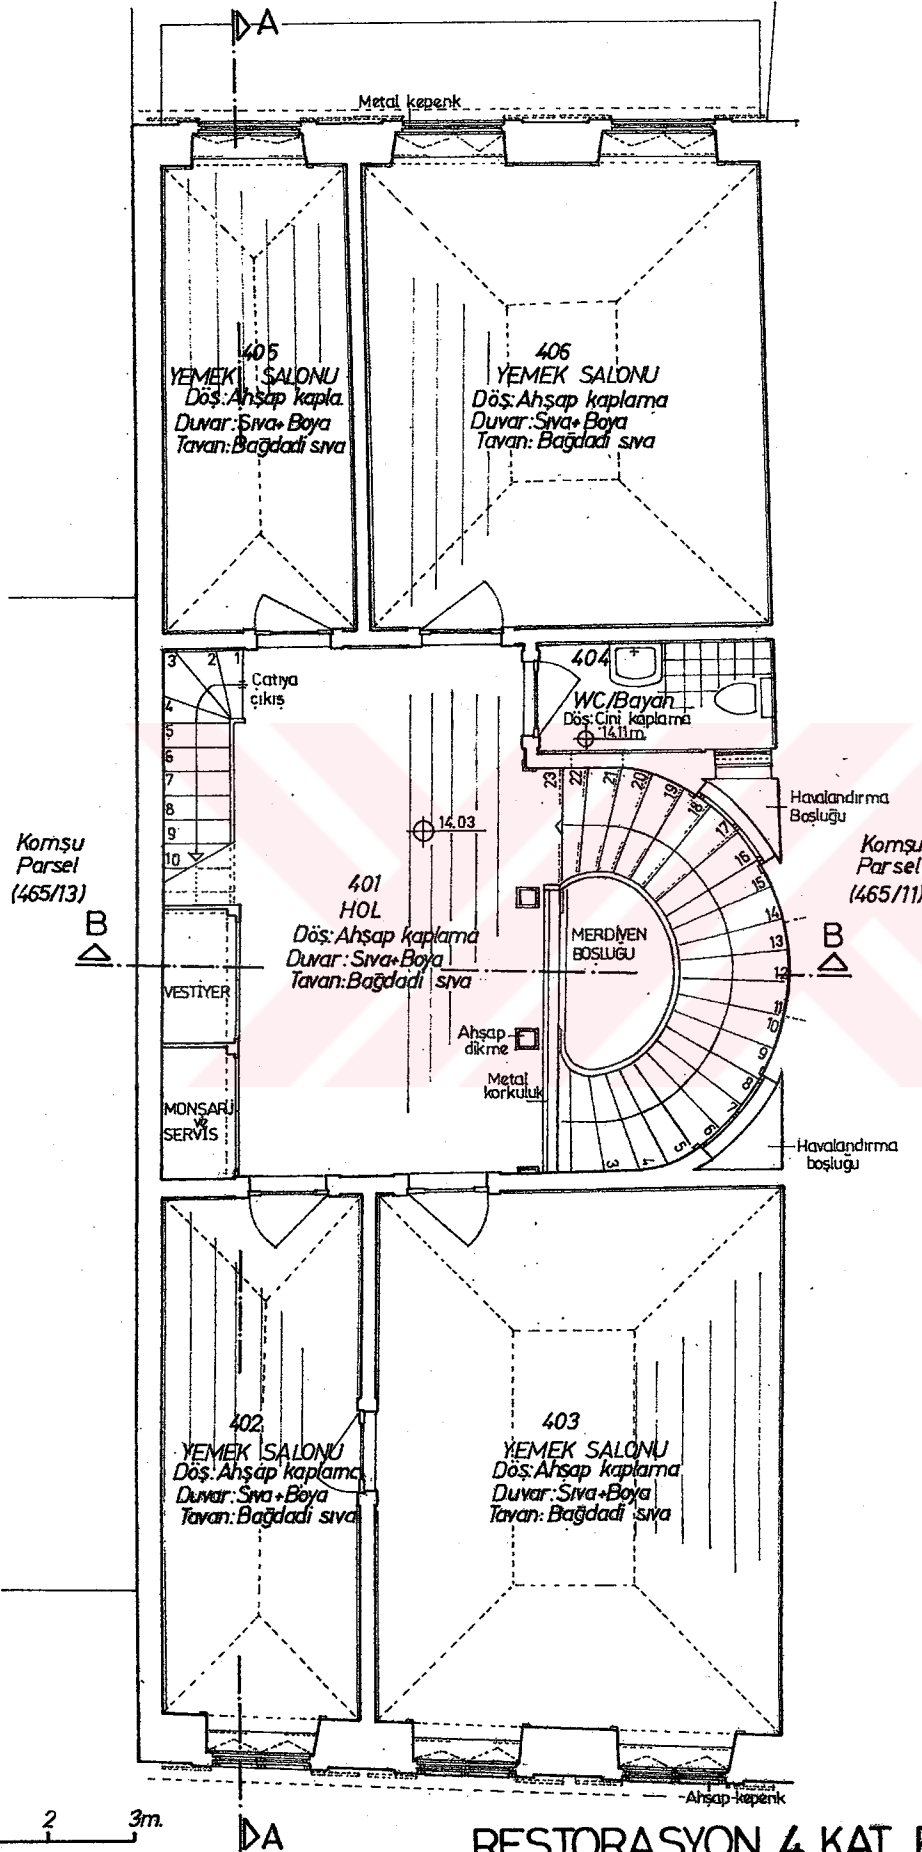 A
Metal kepenk
405
YEMEK SALONU
Döş:Ahşap kapla.
Duvar:Sıva+Boya
Tavan:Bağdadi sıva
406
YEMEK SALONU
Döş:Ahşap kaplama
Duvar:Sıva+Boya
Tavan: Bağdadi sıva
3 2 1
4
5
6
7
8
9
10
Çatıya
çıkış
404
WC/Bayan
Döş:Çini kaplama
14.11m
23 22 21 20 19 18 17 16 15 14 13 12 11 10 9 8 7 6 5 4 3
Havalandırma
Boşluğu
14.03
Komşu
Parsel
(465/13)
Komşu
Parsel
(465/11)
401
HOL
Döş:Ahşap kaplama
Duvar:Sıva+Boya
Tavan:Bağdadi sıva
MERDİVEN
BOŞLUĞU
B
B
VESTİYER
Ahşap
dikme
Metal
korkuluk
MONŞARJ
ve
SERVİS
Havalandırma
boşluğu
402
YEMEK SALONU
Döş:Ahşap kaplama
Duvar:Sıva+Boya
Tavan:Bağdadi sıva
403
YEMEK SALONU
Döş:Ahşap kaplama
Duvar:Sıva+Boya
Tavan: Bağdadi sıva
Ahşap kepenk
2 3m.
A
RESTORASYON 4 KAT